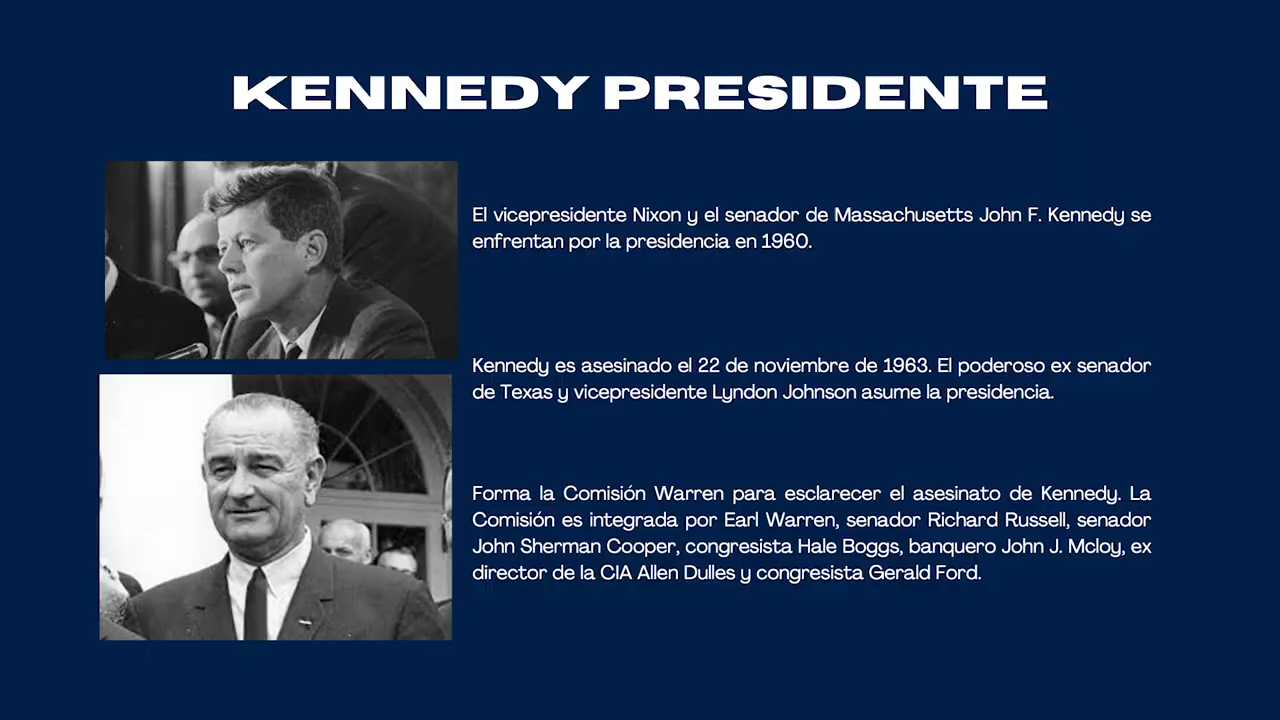 KENNEDY PRESIDENTE
El vicepresidente Nixon y el senador de Massachusetts John F. Kennedy se
enfrentan por la presidencia en 1960.
Kennedy es asesinado el 22 de noviembre de 1963. El poderoso ex senador
de Texas y vicepresidente Lyndon Johnson asume la presidencia.
Forma la Comisión Warren para esclarecer el asesinato de Kennedy. La
Comisión es integrada por Earl Warren, senador Richard Russell, senador
John Sherman Cooper, congresista Hale Boggs, banquero John J. Mcloy, ex
director de la CIA Allen Dulles y congresista Gerald Ford.